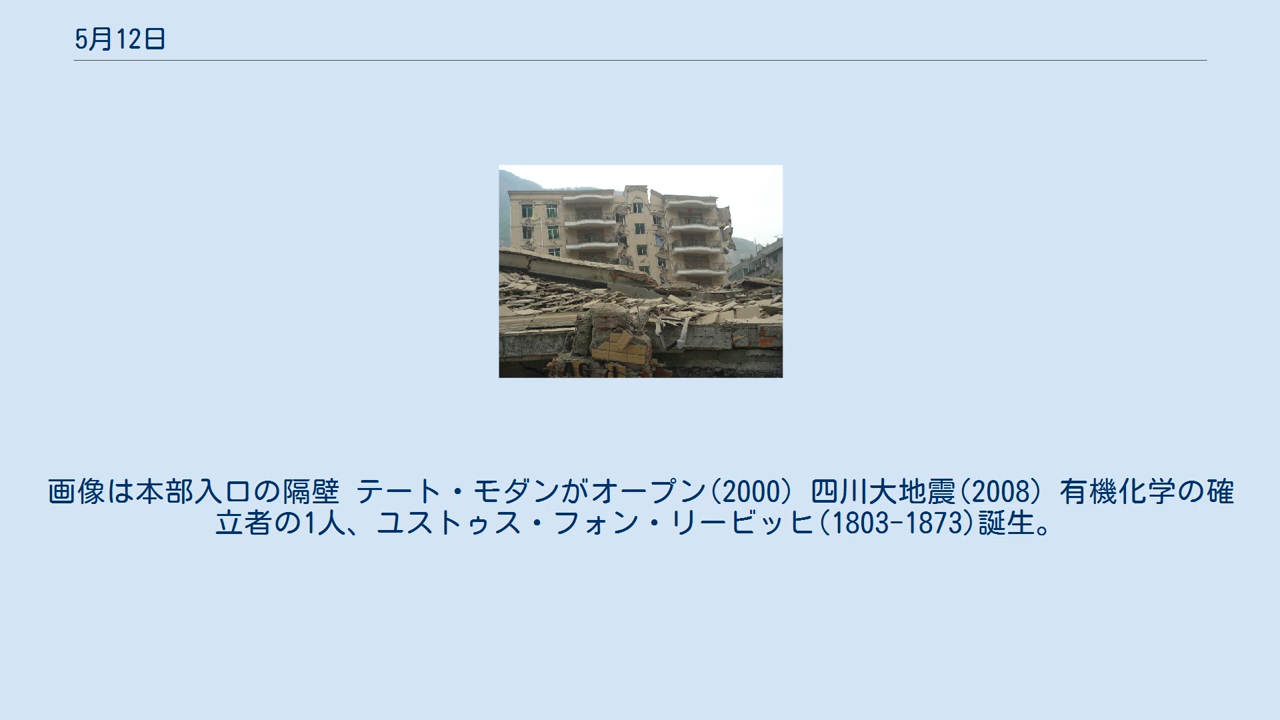 5月12日
画像は本部入口の隔壁 テート・モダンがオープン(2000) 四川大地震(2008) 有機化学の確
立者の1人、ユストゥス・フォン・リービッヒ(1803-1873)誕生。